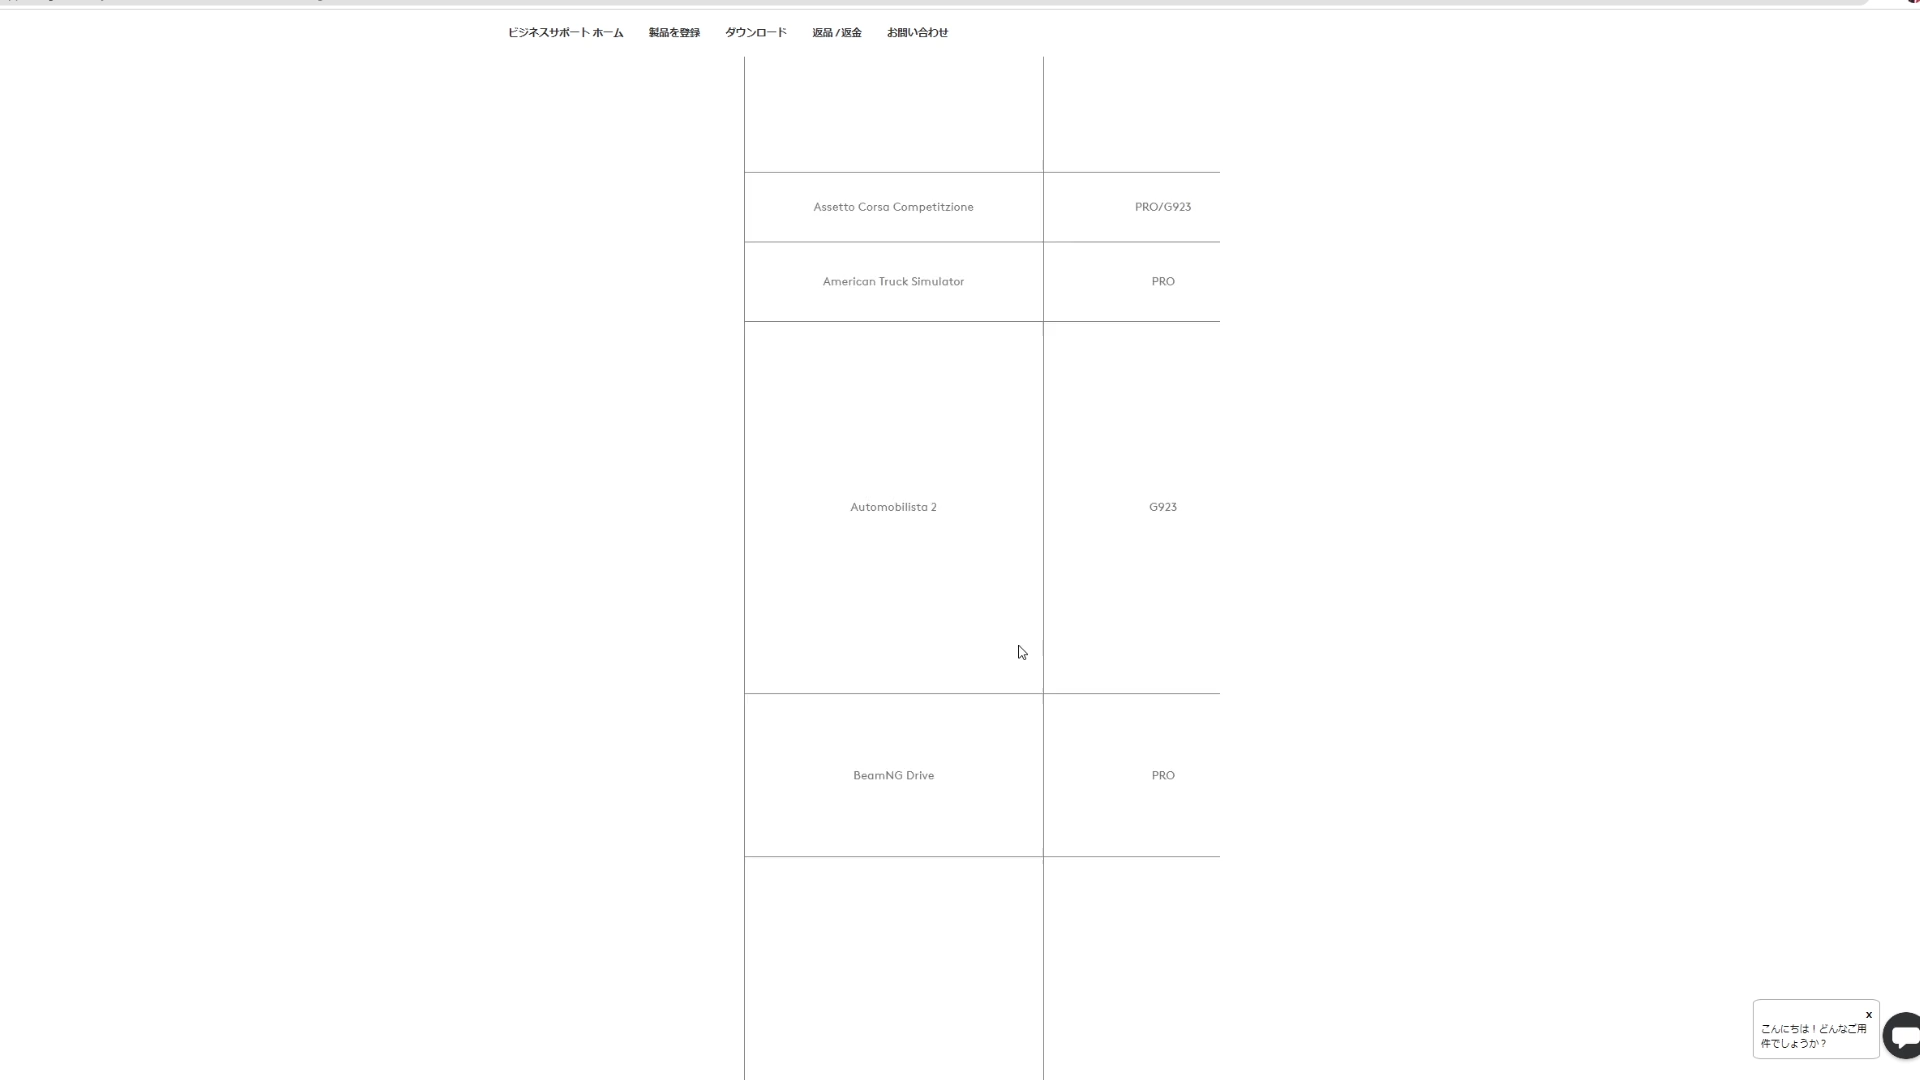 ビジネスサポート ホーム 製品を登録 ダウンロード 返品 / 返金 お問い合わせ
Assetto Corsa Competitzione PRO/G923
American Truck Simulator PRO
Automobilista 2 G923
BeamNG Drive PRO
x
こんにちは！どんなご用
件でしょうか？